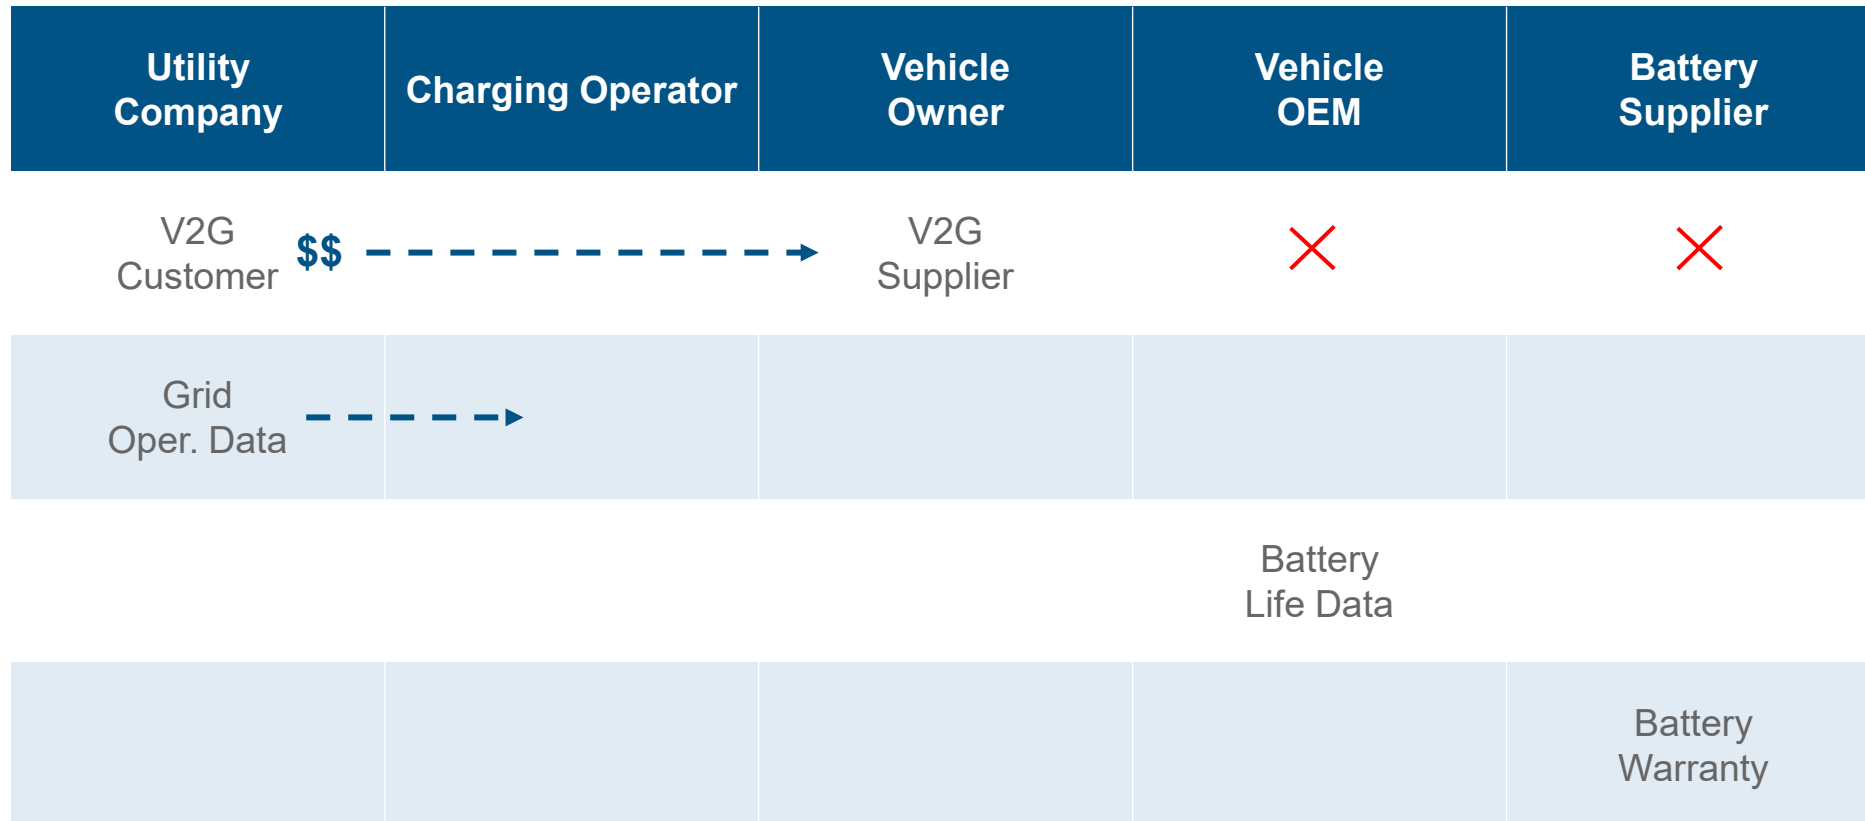 Utility
Company
Charging Operator
Vehicle
Owner
Vehicle
OEM
Battery
Supplier
V2G
Customer
$$
V2G
Supplier
Grid
Oper. Data
Battery
Life Data
Battery
Warranty